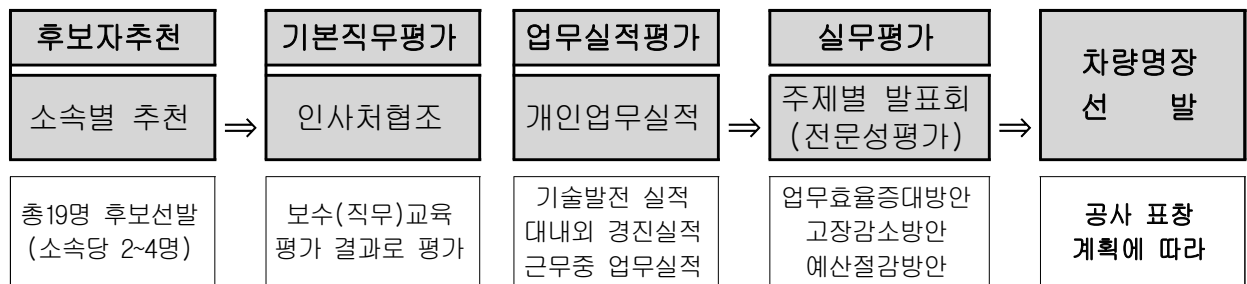 후보자추천
소속별 추천
총19명 후보선발
(소속당 2~4명)
⇒
기본직무평가
인사처협조
보수(직무)교육
평가 결과로 평가
업무실적평가
개인업무실적
기술발전 실적
대내외 경진실적
근무중 업무실적
⇒
실무평가
주제별 발표회
(전문성평가)
업무효율증대방안
고장감소방안
예산절감방안
⇒
차량명장
선 발
공사 표창
계획에 따라